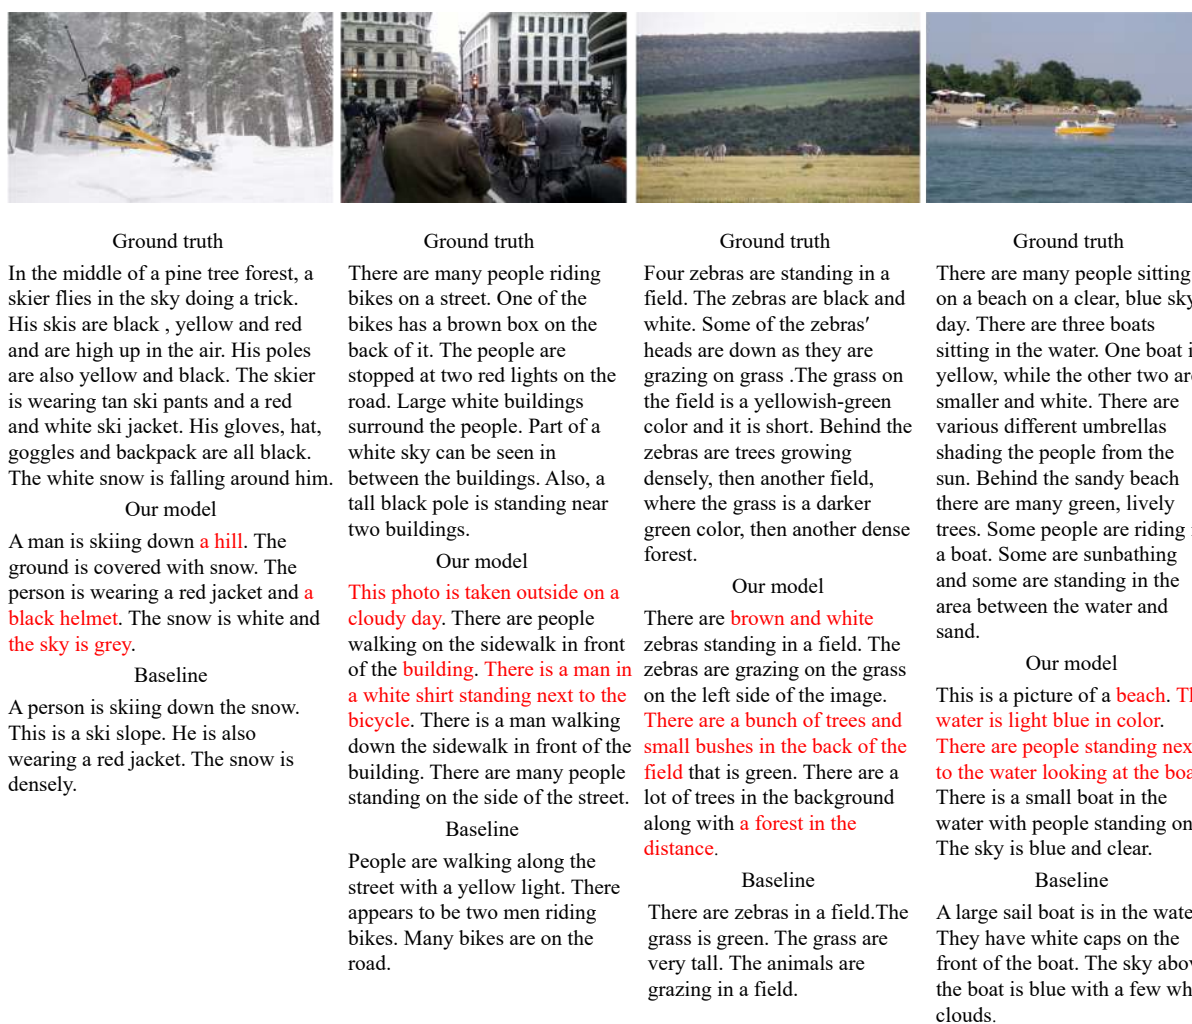 Ground truth
In the middle of a pine tree forest, a
skier flies in the sky doing a trick.
His skis are black , yellow and red
and are high up in the air. His poles
are also yellow and black. The skier
is wearing tan ski pants and a red
and white ski jacket. His gloves, hat,
goggles and backpack are all black.
The white snow is falling around him.
Our model
A man is skiing down a hill. The
ground is covered with snow. The
person is wearing a red jacket and a
black helmet. The snow is white and
the sky is grey.
Baseline
A person is skiing down the snow.
This is a ski slope. He is also
wearing a red jacket. The snow is
densely.
Ground truth
There are many people riding
bikes on a street. One of the
bikes has a brown box on the
back of it. The people are
stopped at two red lights on the
road. Large white buildings
surround the people. Part of a
white sky can be seen in
between the buildings. Also, a
tall black pole is standing near
two buildings.
Our model
This photo is taken outside on a
cloudy day. There are people
walking on the sidewalk in front
of the building. There is a man in
a white shirt standing next to the
bicycle. There is a man walking
down the sidewalk in front of the
building. There are many people
standing on the side of the street.
Baseline
People are walking along the
street with a yellow light. There
appears to be two men riding
bikes. Many bikes are on the
road.
Ground truth
Four zebras are standing in a
field. The zebras are black and
white. Some of the zebras′
heads are down as they are
grazing on grass .The grass on
the field is a yellowish-green
color and it is short. Behind the
zebras are trees growing
densely, then another field,
where the grass is a darker
green color, then another dense
forest.
Our model
There are brown and white
zebras standing in a field. The
zebras are grazing on the grass
on the left side of the image.
There are a bunch of trees and
small bushes in the back of the
field that is green. There are a
lot of trees in the background
along with a forest in the
distance.
Baseline
There are zebras in a field.The
grass is green. The grass are
very tall. The animals are
grazing in a field.
Ground truth
There are many people sitting
on a beach on a clear, blue sky
day. There are three boats
sitting in the water. One boat
yellow, while the other two
smaller and white. There are
various different umbrellas
shading the people from the
sun. Behind the sandy beach
there are many green, lively
trees. Some people are riding
a boat. Some are sunbathing
and some are standing in the
area between the water and
sand.
Our model
This is a picture of a beach.
water is light blue in color.
There are people standing
to the water looking at the
There is a small boat in the
water with people standing on
The sky is blue and clear.
Baseline
A large sail boat is in the
They have white caps on the
front of the boat. The sky
the boat is blue with a few
clouds.